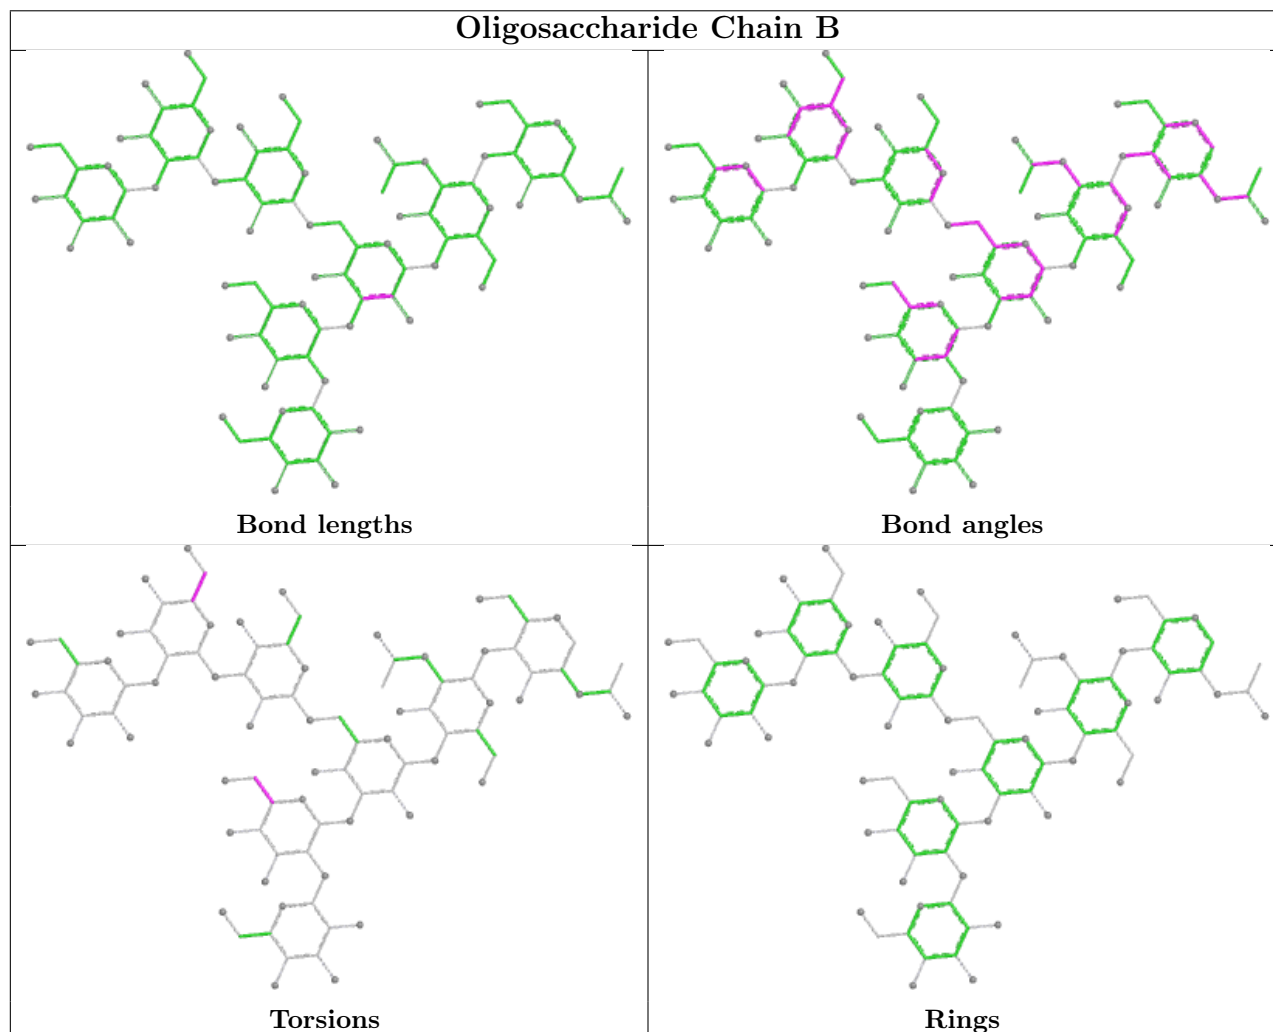 Oligosaccharide Chain B
Bond lengths
Bond angles
Torsions
Rings